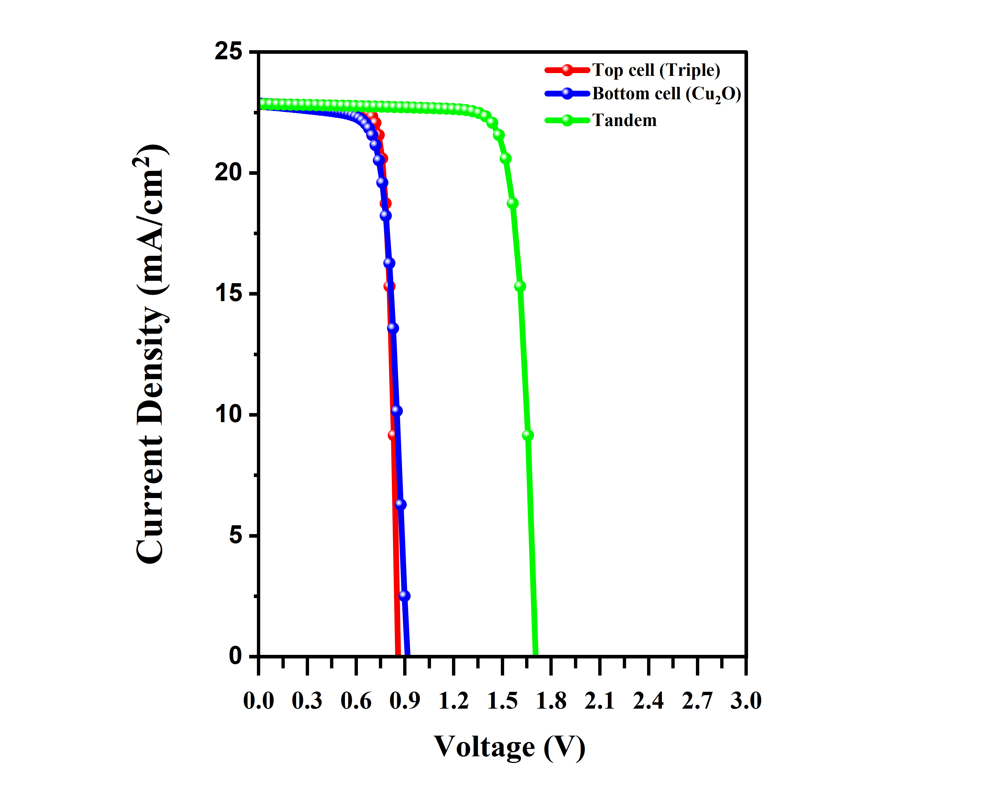 25
20
15
10
5
0
Current Density (mA/cm²)
Top cell (Triple)
Bottom cell (Cu₂O)
Tandem
0.0 0.3 0.6 0.9 1.2 1.5 1.8 2.1 2.4 2.7 3.0
Voltage (V)